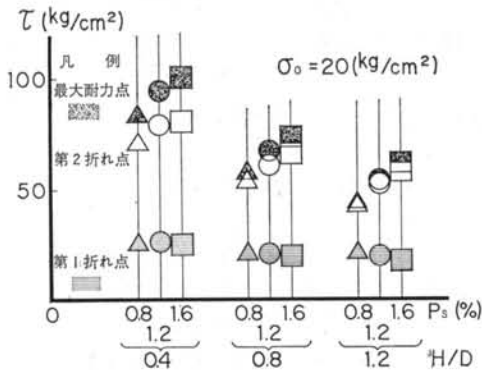 τ (kg/cm²)
凡 例
最大耐力点
100
σ₀ = 20 (kg/cm²)
第2折れ点
50
第1折れ点
0
0.8 1.6 0.8 1.6 0.8 1.6 Ps (%)
1.2 1.2 1.2
0.4 0.8 1.2 H/D